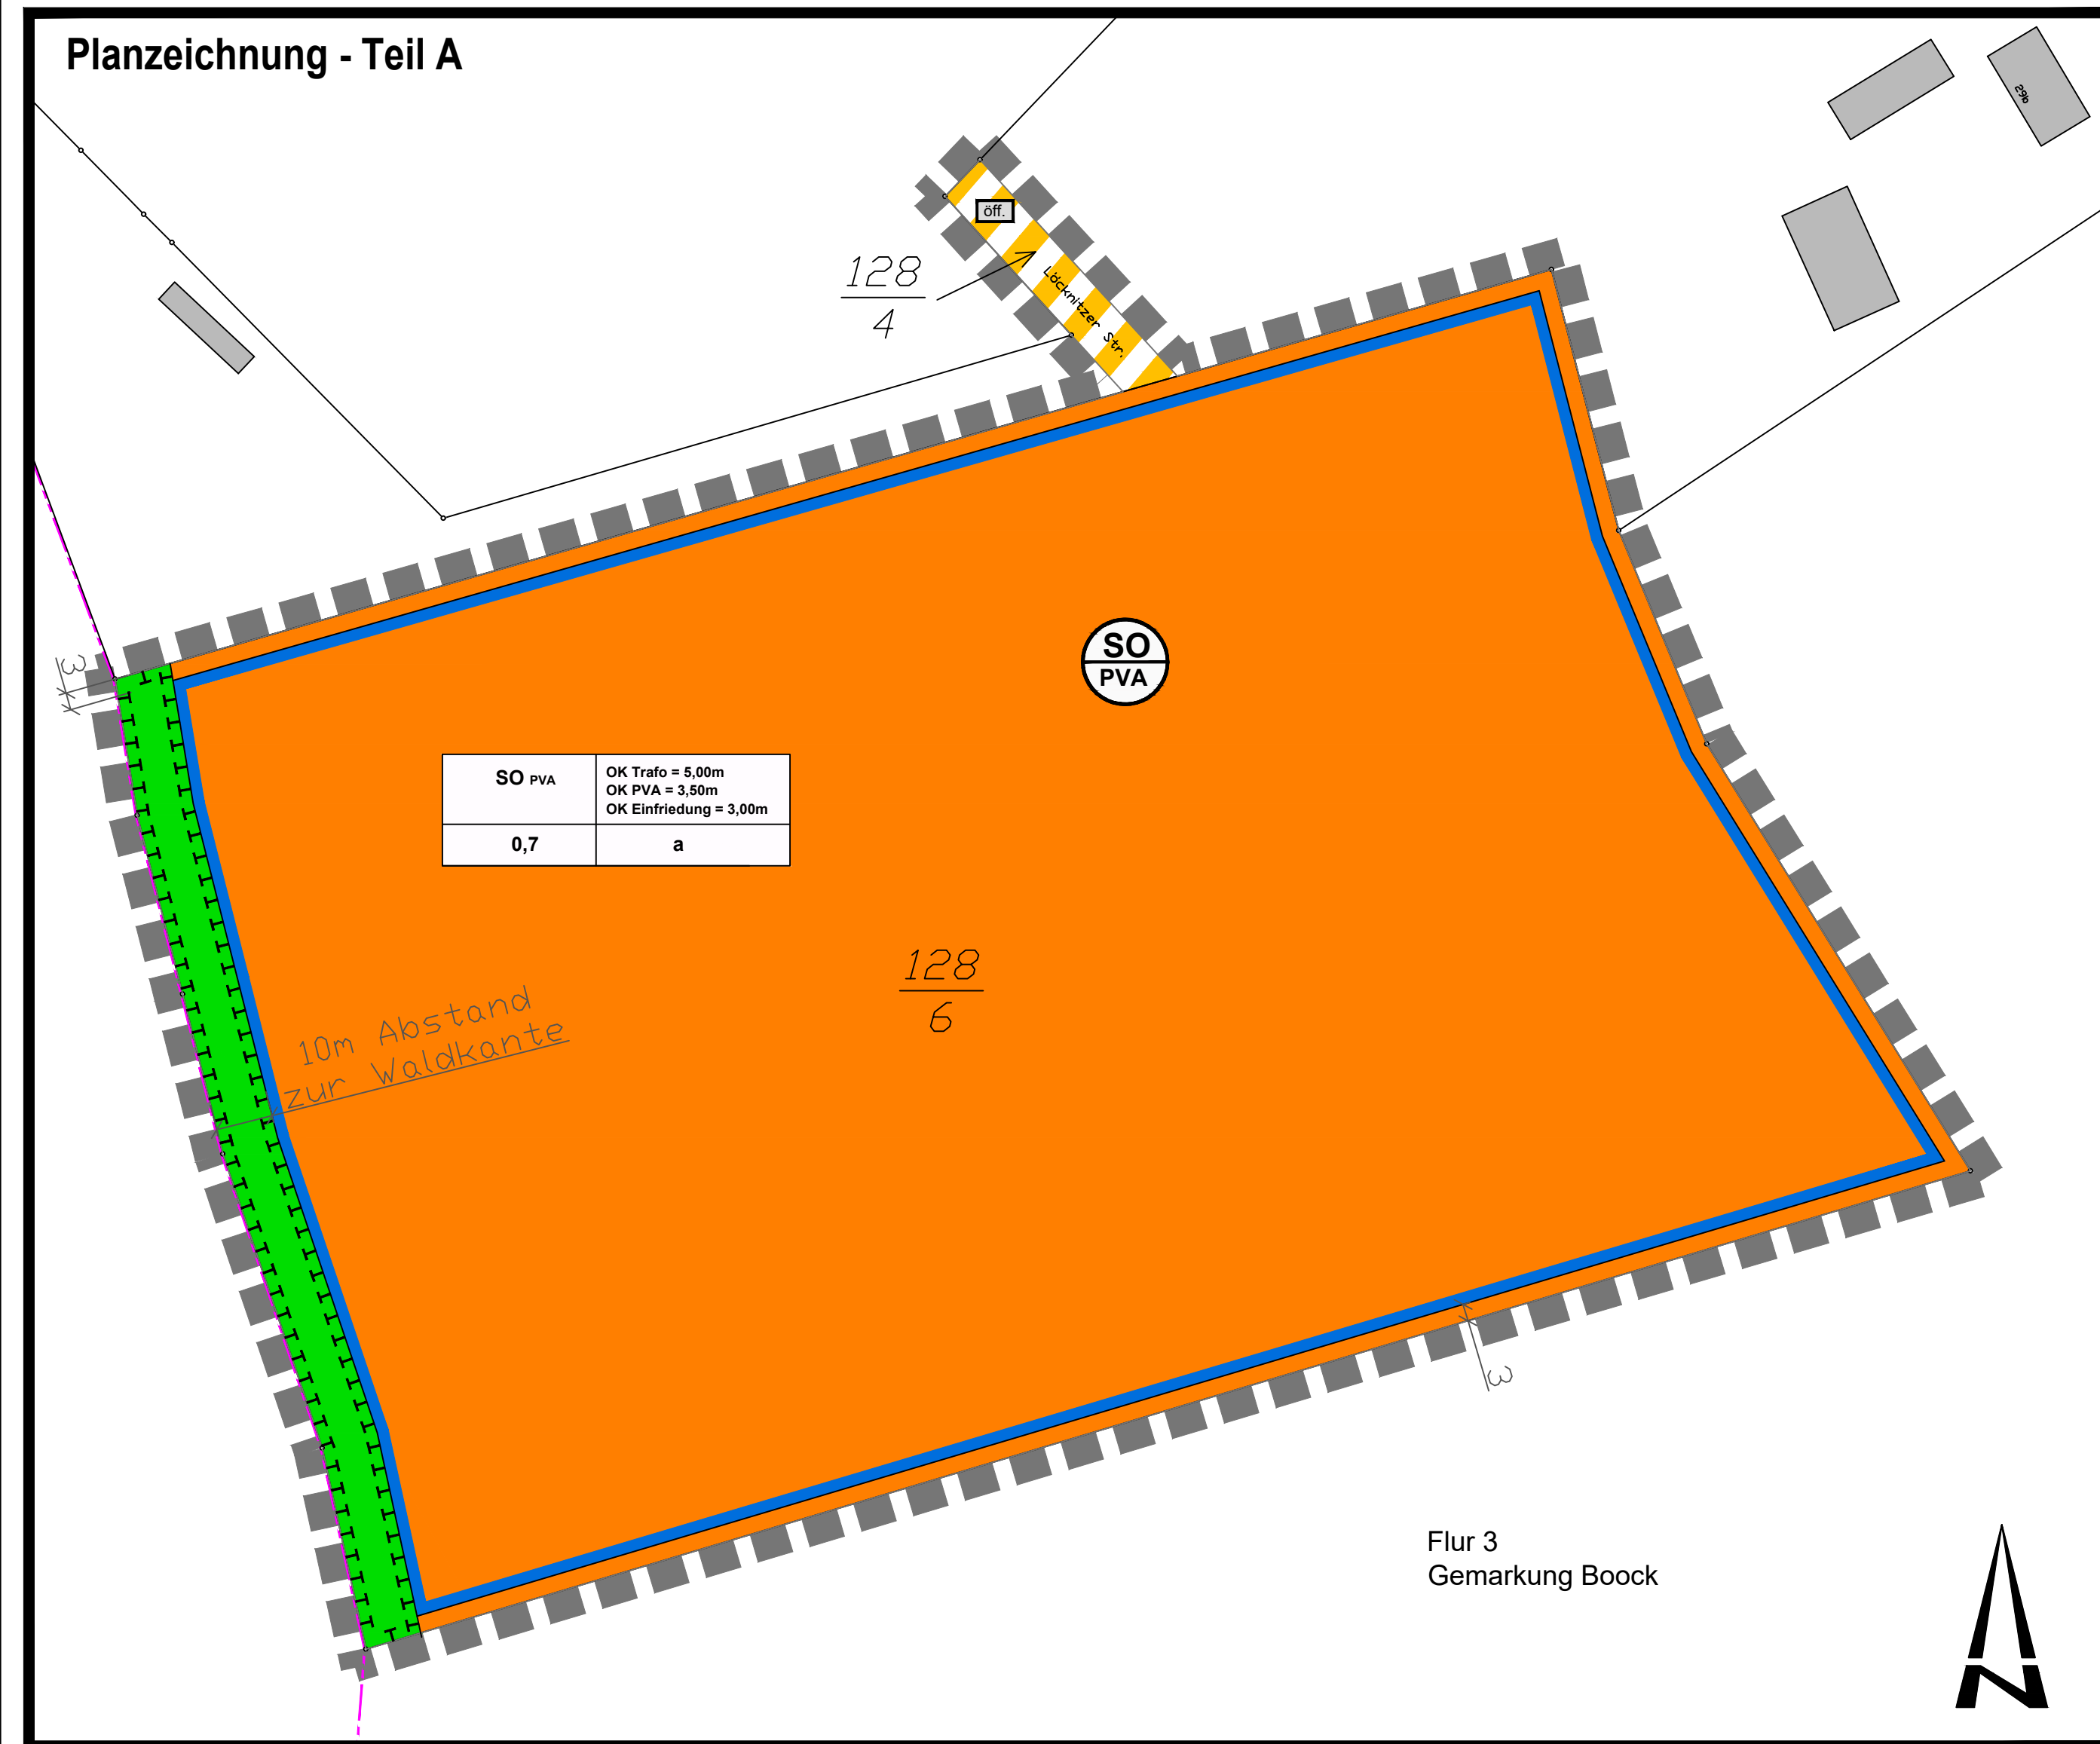 Planzeichnung - Teil A
29b
öff.
128
4
Löcknitzer Str.
3
SO
PVA
SO PVA
OK Trafo = 5,00m
OK PVA = 3,50m
OK Einfriedung = 3,00m
0,7
a
128
6
10m Abstand
zur Waldkante
3
Flur 3
Gemarkung Boock
N